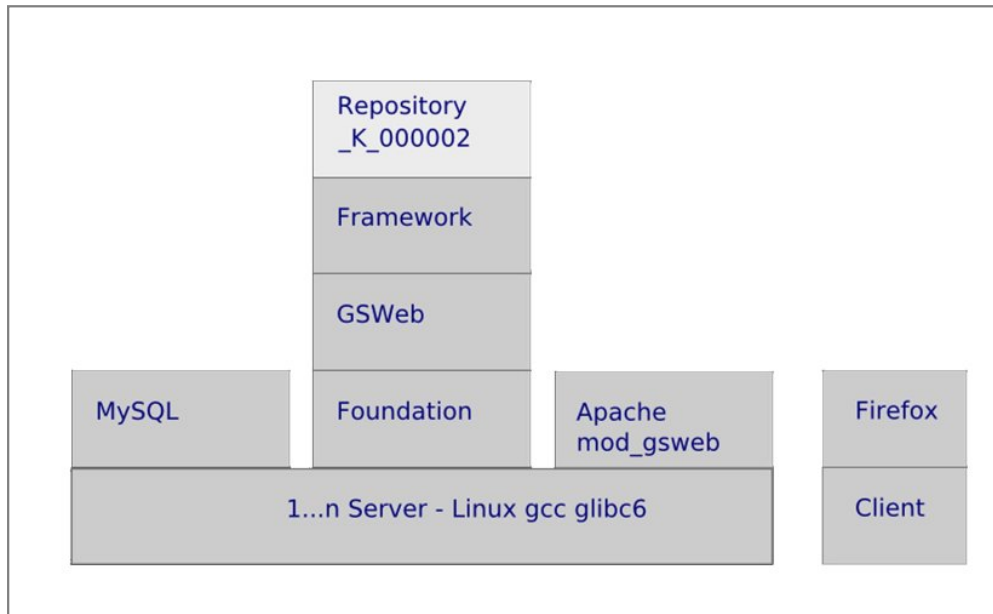 Repository
_K_000002
Framework
GSWeb
MySQL
Foundation
Apache
mod_gsweb
Firefox
1...n Server - Linux gcc glibc6
Client